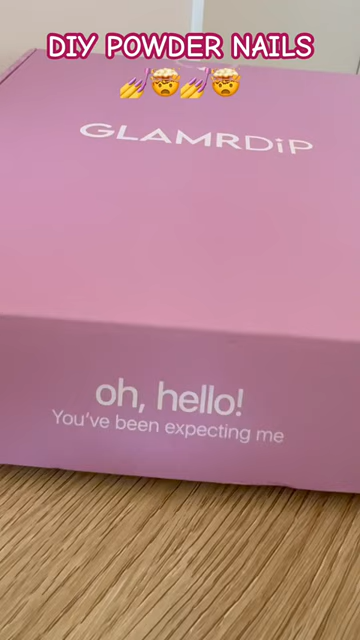 DIY POWDER NAILS
💅🤯💅🤯
GLAMRDiP
oh, hello!
You've been expecting me